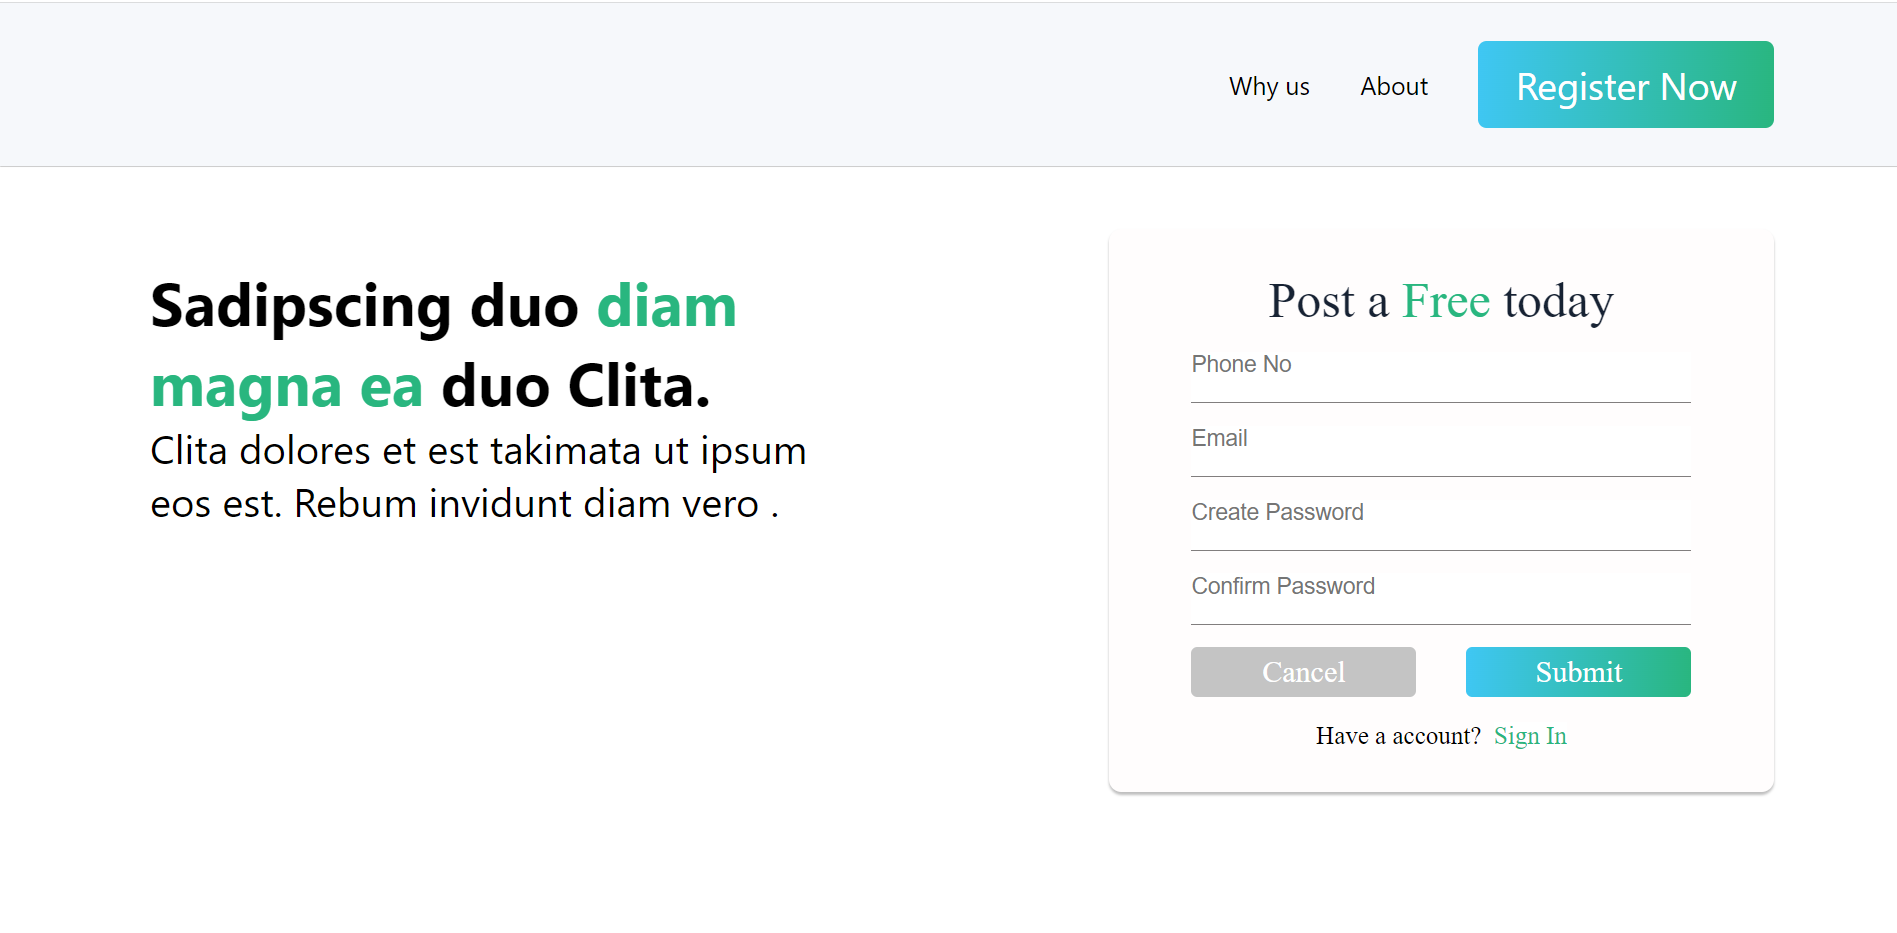 Why us About Register Now
Sadipscing duo diam
magna ea duo Clita.
Clita dolores et est takimata ut ipsum
eos est. Rebum invidunt diam vero .
Post a Free today
Phone No
Email
Create Password
Confirm Password
Cancel Submit
Have a account? Sign In